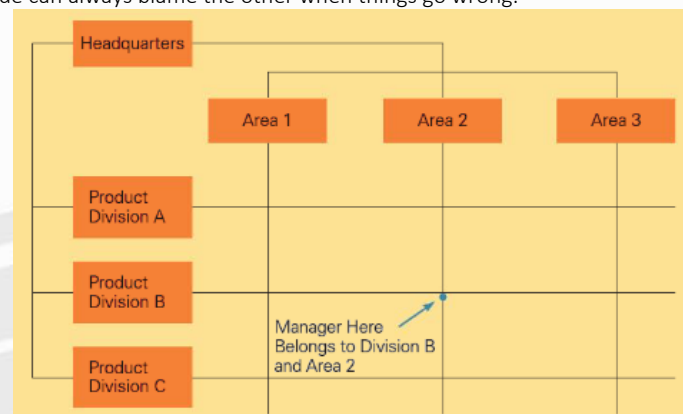 de can always blame the other when things go wrong.
Headquarters
Area 1
Area 2
Area 3
Product
Division A
Product
Division B
Manager Here
Belongs to Division B
and Area 2
Product
Division C